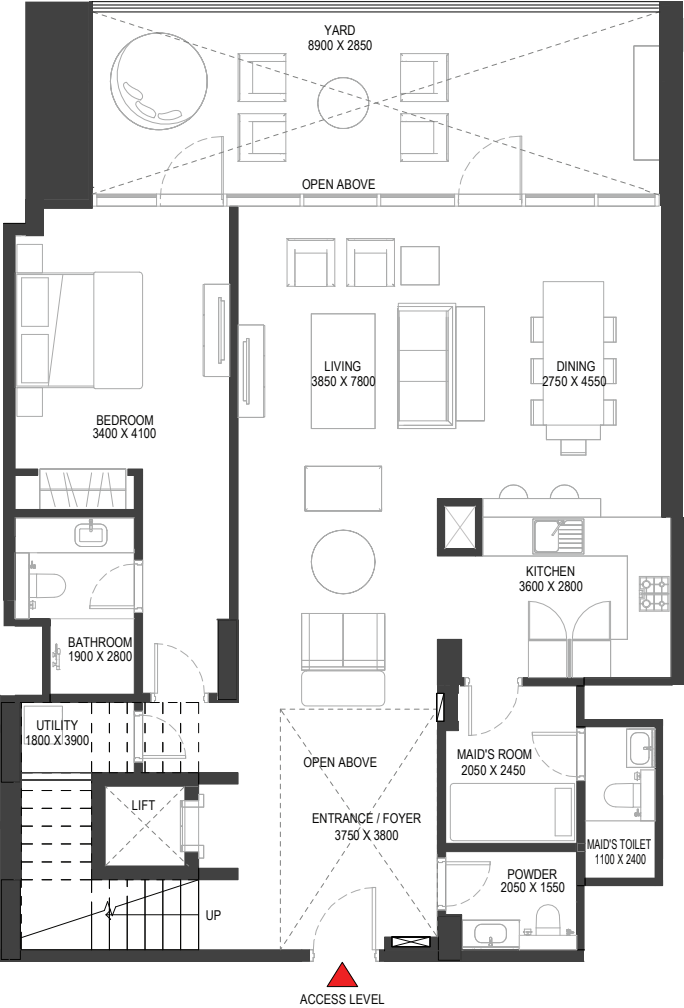 YARD
8900 X 2850
OPEN ABOVE
LIVING
3850 X 7800
DINING
2750 X 4550
BEDROOM
3400 X 4100
KITCHEN
3600 X 2800
BATHROOM
1900 X 2800
UTILITY
1800 X 3900
OPEN ABOVE
MAID'S ROOM
2050 X 2450
LIFT
ENTRANCE / FOYER
3750 X 3800
MAID'S TOILET
1100 X 2400
POWDER
2050 X 1550
UP
ACCESS LEVEL